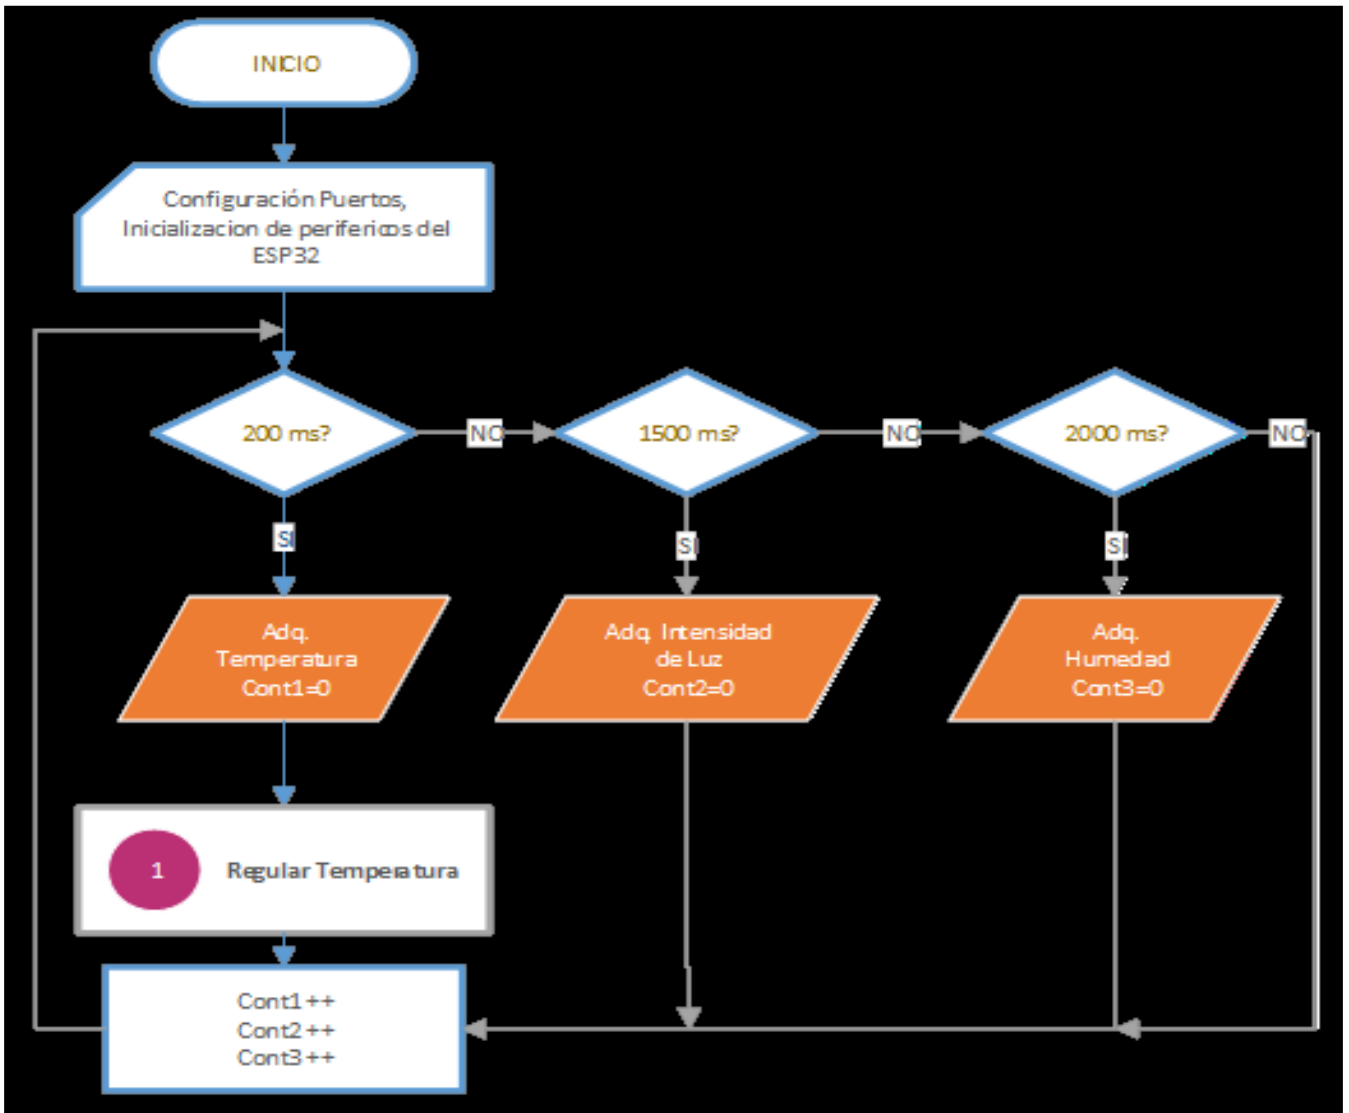 INICIO
Configuración Puertos,
Inicializacion de perifericos del
ESP32
200 ms?
NO
1500 ms?
NO
2000 ms?
NO
SI
SI
SI
Adq.
Temperatura
Cont1=0
Adq. Intensidad
de Luz
Cont2=0
Adq.
Humedad
Cont3=0
1
Regular Temperatura
Cont1++
Cont2++
Cont3++